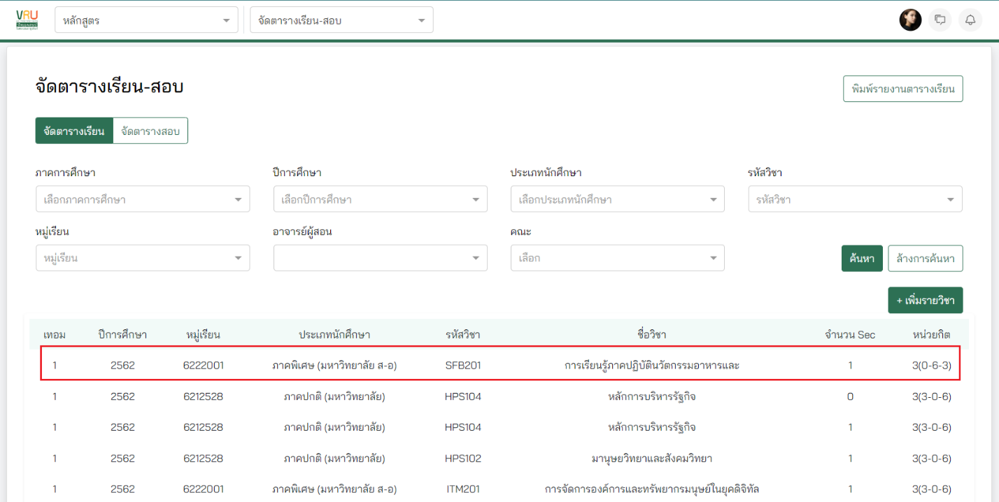 VRU
หลักสูตร
จัดตารางเรียน-สอบ
จัดตารางเรียน-สอบ
พิมพ์รายงานตารางเรียน
จัดตารางเรียน จัดตารางสอบ
ภาคการศึกษา ปีการศึกษา ประเภทนักศึกษา รหัสวิชา
เลือกภาคการศึกษา เลือกปีการศึกษา เลือกประเภทนักศึกษา รหัสวิชา
หมู่เรียน อาจารย์ผู้สอน คณะ
หมู่เรียน เลือก ค้นหา ล้างการค้นหา
+ เพิ่มรายวิชา
เทอม ปีการศึกษา หมู่เรียน ประเภทนักศึกษา รหัสวิชา ชื่อวิชา จำนวน Sec หน่วยกิต
1 2562 6222001 ภาคพิเศษ (มหาวิทยาลัย ส-อ) SFB201 การเรียนรู้ภาคปฏิบัตินวัตกรรมอาหารและ 1 3(0-6-3)
1 2562 6212528 ภาคปกติ (มหาวิทยาลัย) HPS104 หลักการบริหารรัฐกิจ 0 3(3-0-6)
1 2562 6212528 ภาคปกติ (มหาวิทยาลัย) HPS104 หลักการบริหารรัฐกิจ 1 3(3-0-6)
1 2562 6212528 ภาคปกติ (มหาวิทยาลัย) HPS102 มานุษยวิทยาและสังคมวิทยา 1 3(3-0-6)
1 2562 6222001 ภาคพิเศษ (มหาวิทยาลัย ส-อ) ITM201 การจัดการองค์การและทรัพยากรมนุษย์ในยุคดิจิทัล 1 3(3-0-6)